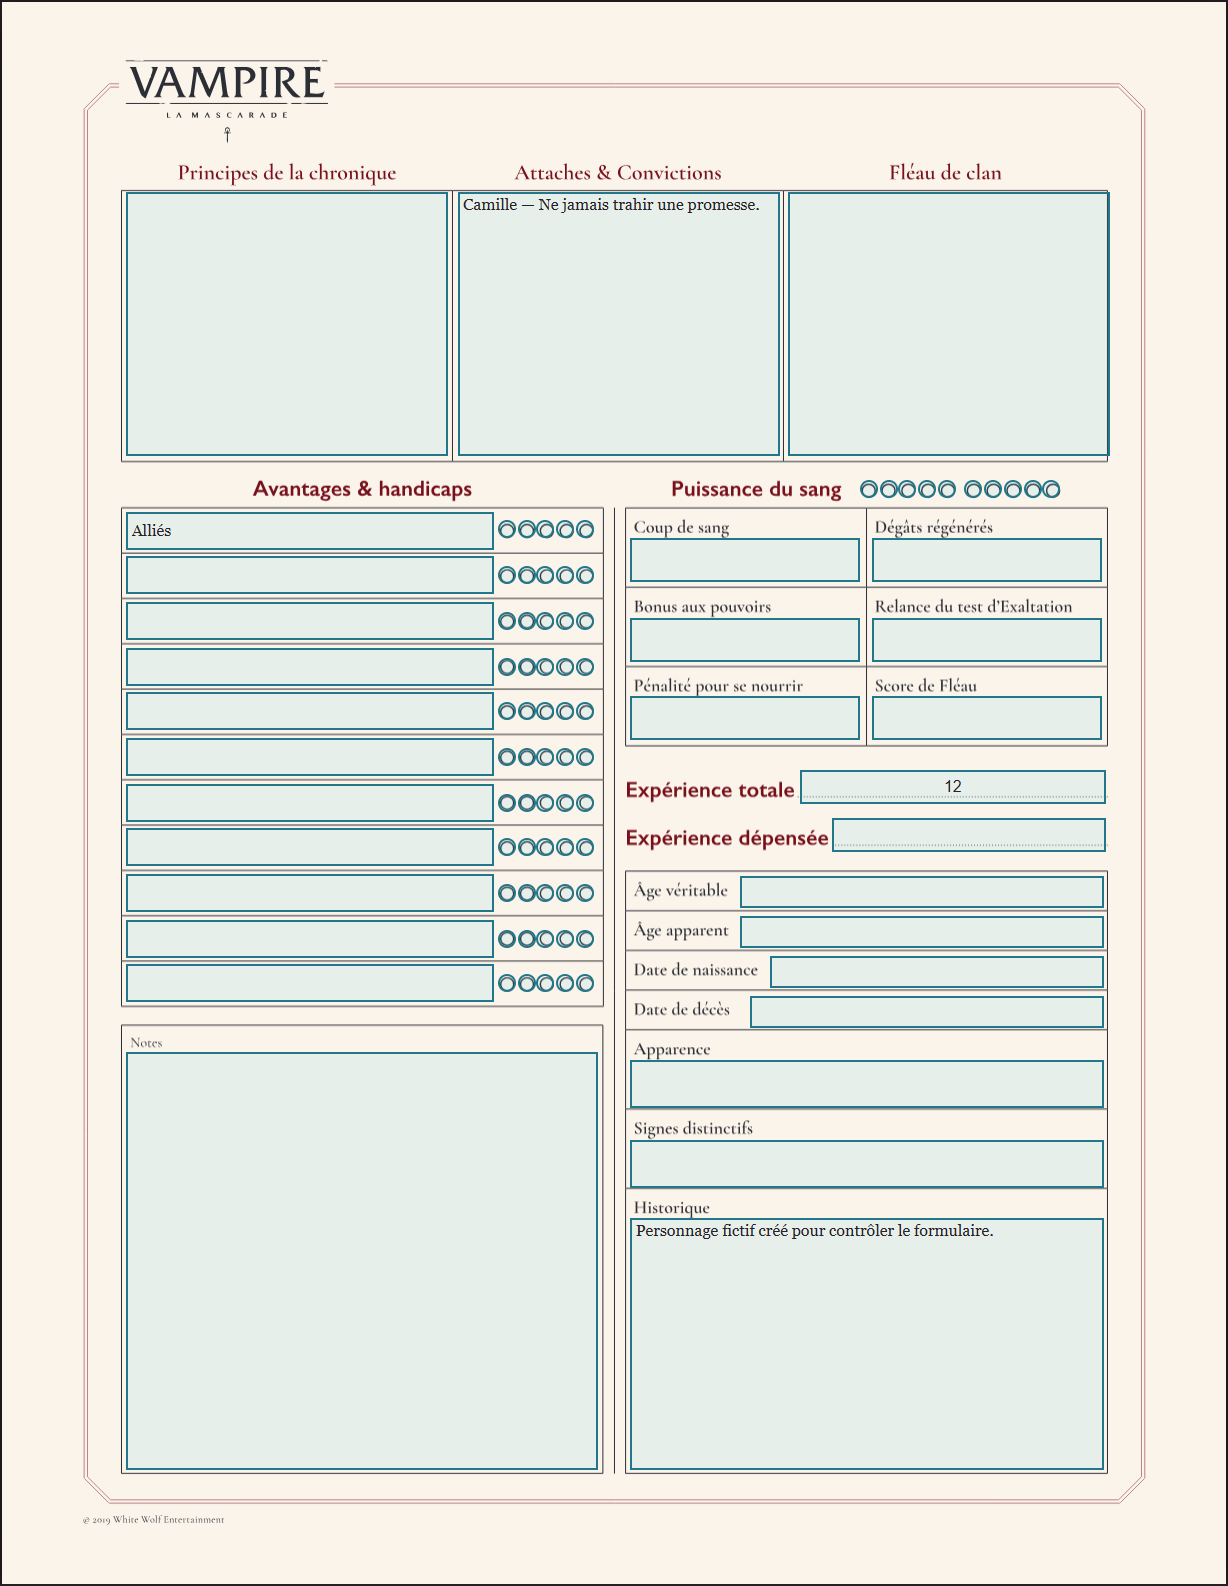 VAMPIRE
LA MASCARADE
Principes de la chronique
Attaches & Convictions
Fléau de clan
Camille — Ne jamais trahir une promesse.
Avantages & handicaps
Alliés
Notes
Puissance du sang
Coup de sang
Dégâts régénérés
Bonus aux pouvoirs
Relance du test d’Exaltation
Pénalité pour se nourrir
Score de Fléau
Expérience totale 12
Expérience dépensée
Âge véritable
Âge apparent
Date de naissance
Date de décès
Apparence
Signes distinctifs
Historique
Personnage fictif créé pour contrôler le formulaire.
© 2019 White Wolf Entertainment